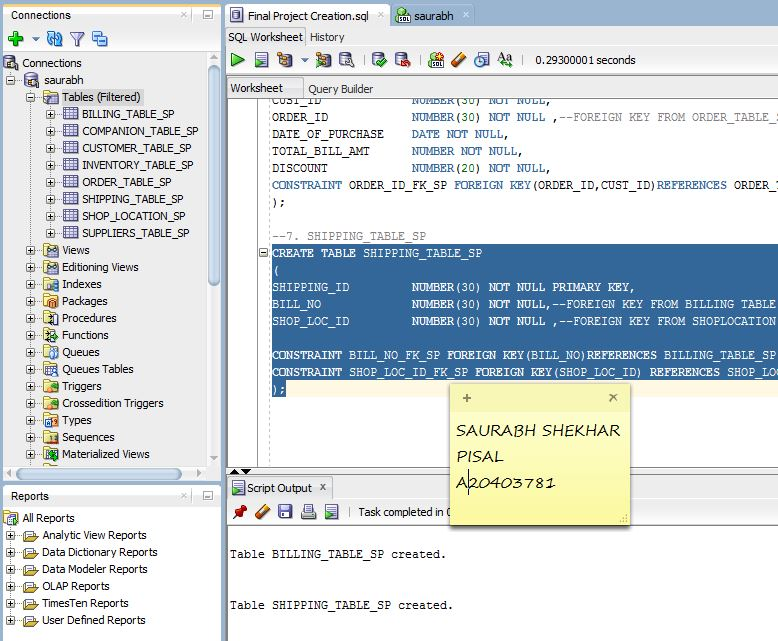 Connections
Connections
saurabh
Tables (Filtered)
BILLING_TABLE_SP
COMPANION_TABLE_SP
CUSTOMER_TABLE_SP
INVENTORY_TABLE_SP
ORDER_TABLE_SP
SHIPPING_TABLE_SP
SHOP_LOCATION_SP
SUPPLIERS_TABLE_SP
Views
Editioning Views
Indexes
Packages
Procedures
Functions
Queues
Queues Tables
Triggers
Crossedition Triggers
Types
Sequences
Materialized Views
Reports
All Reports
Analytic View Reports
Data Dictionary Reports
Data Modeler Reports
OLAP Reports
TimesTen Reports
User Defined Reports
Final Project Creation.sql
saurabh
SQL Worksheet History
0.29300001 seconds
Worksheet Query Builder
CUST_ID NUMBER(30) NOT NULL,
ORDER_ID NUMBER(30) NOT NULL ,--FOREIGN KEY FROM ORDER_TABLE_
DATE_OF_PURCHASE DATE NOT NULL,
TOTAL_BILL_AMT NUMBER NOT NULL,
DISCOUNT NUMBER(20) NOT NULL,
CONSTRAINT ORDER_ID_FK_SP FOREIGN KEY(ORDER_ID,CUST_ID)REFERENCES ORDER_T
);
--7. SHIPPING_TABLE_SP
CREATE TABLE SHIPPING_TABLE_SP
(
SHIPPING_ID NUMBER(30) NOT NULL PRIMARY KEY,
BILL_NO NUMBER(30) NOT NULL,--FOREIGN KEY FROM BILLING TABLE
SHOP_LOC_ID NUMBER(30) NOT NULL ,--FOREIGN KEY FROM SHOPLOCATION
CONSTRAINT BILL_NO_FK_SP FOREIGN KEY(BILL_NO)REFERENCES BILLING_TABLE_SP
CONSTRAINT SHOP_LOC_ID_FK_SP FOREIGN KEY(SHOP_LOC_ID) REFERENCES SHOP_LO
);
SAURABH SHEKHAR
PISAL
A20403781
Script Output
Task completed in 0
Table BILLING_TABLE_SP created.
Table SHIPPING_TABLE_SP created.